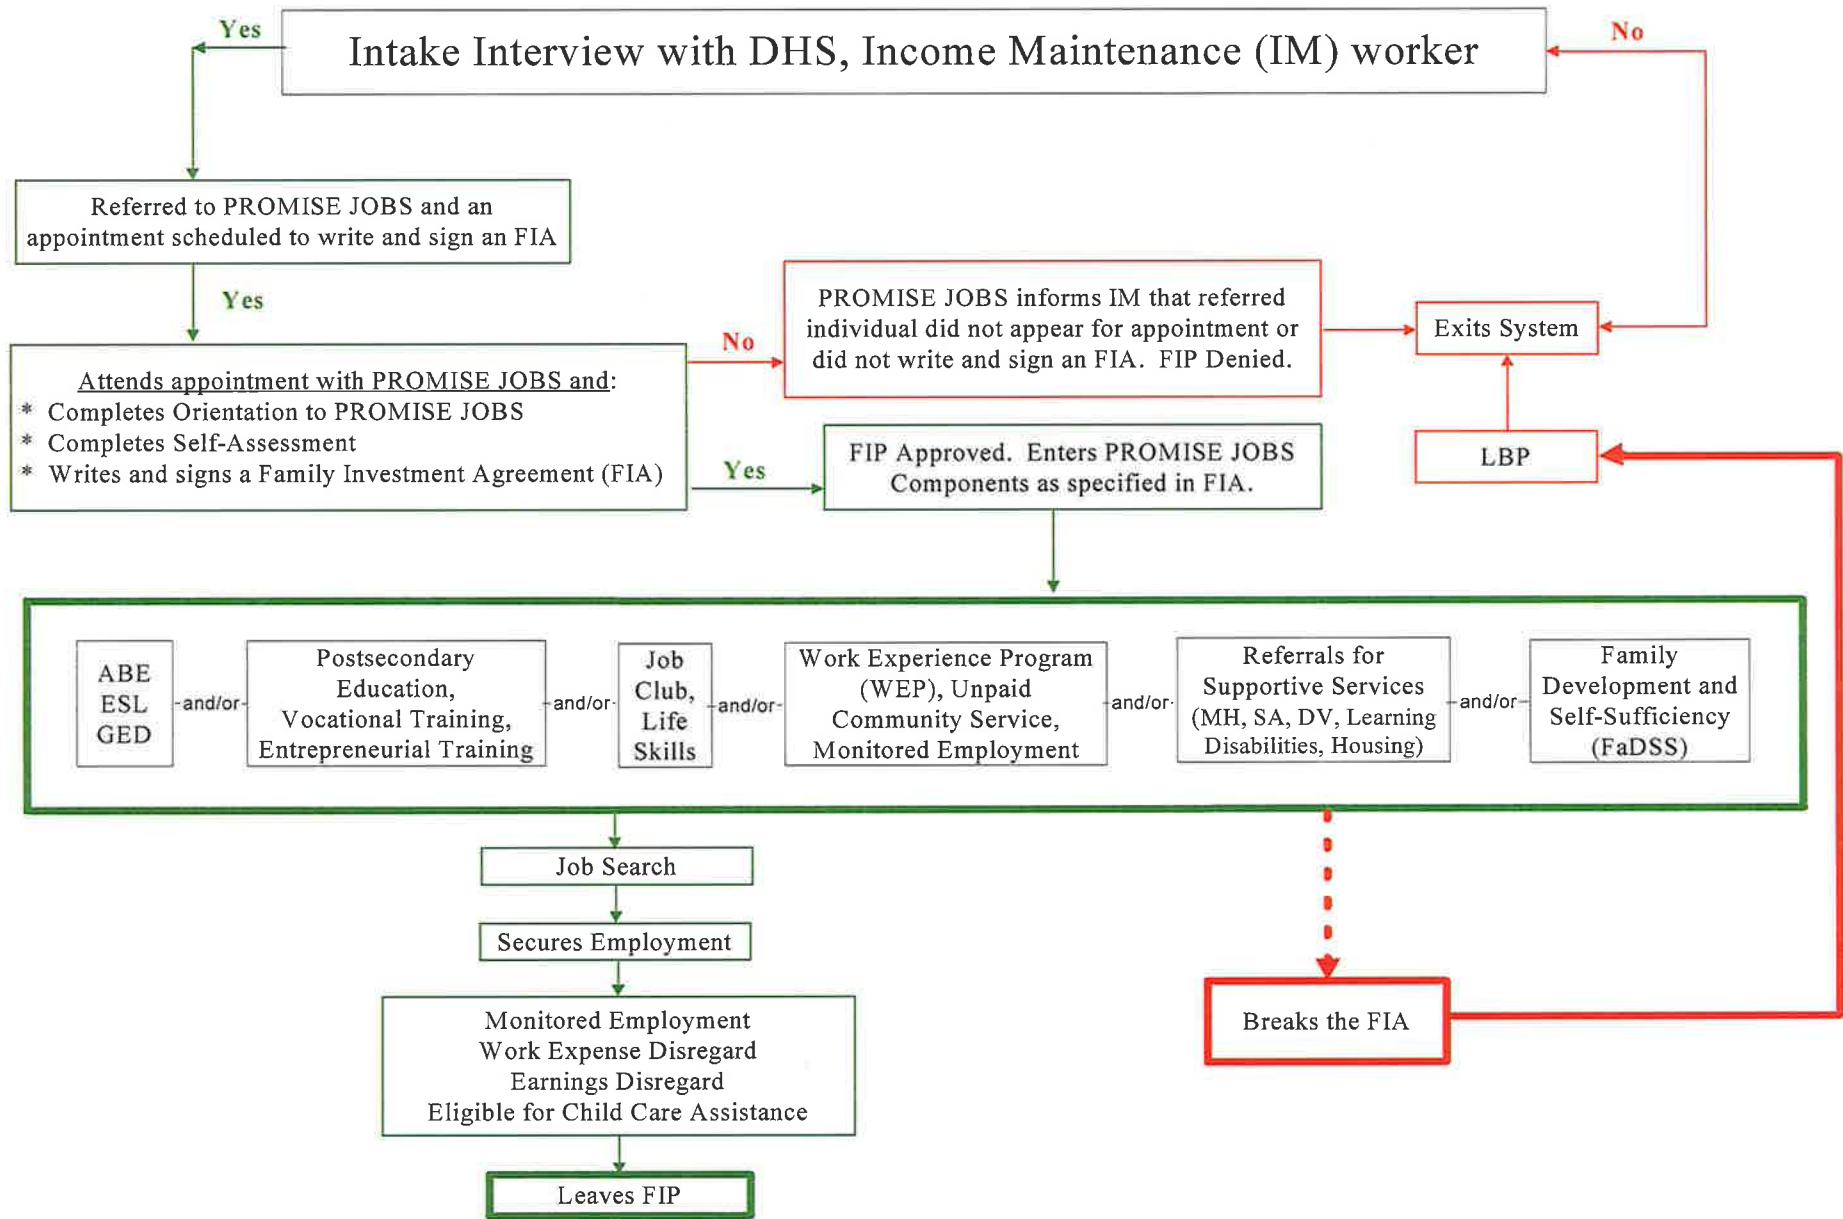 Yes
Intake Interview with DHS, Income Maintenance (IM) worker
No
Referred to PROMISE JOBS and an
appointment scheduled to write and sign an FIA
Yes
PROMISE JOBS informs IM that referred
individual did not appear for appointment or
did not write and sign an FIA.  FIP Denied.
Exits System
No
Attends appointment with PROMISE JOBS and:
* Completes Orientation to PROMISE JOBS
* Completes Self-Assessment
* Writes and signs a Family Investment Agreement (FIA)
Yes
FIP Approved.  Enters PROMISE JOBS
Components as specified in FIA.
LBP
ABE
ESL
GED
-and/or-
Postsecondary
Education,
Vocational Training,
Entrepreneurial Training
-and/or-
Job
Club,
Life
Skills
-and/or-
Work Experience Program
(WEP), Unpaid
Community Service,
Monitored Employment
-and/or-
Referrals for
Supportive Services
(MH, SA, DV, Learning
Disabilities, Housing)
-and/or-
Family
Development and
Self-Sufficiency
(FaDSS)
Job Search
Secures Employment
Monitored Employment
Work Expense Disregard
Earnings Disregard
Eligible for Child Care Assistance
Leaves FIP
Breaks the FIA